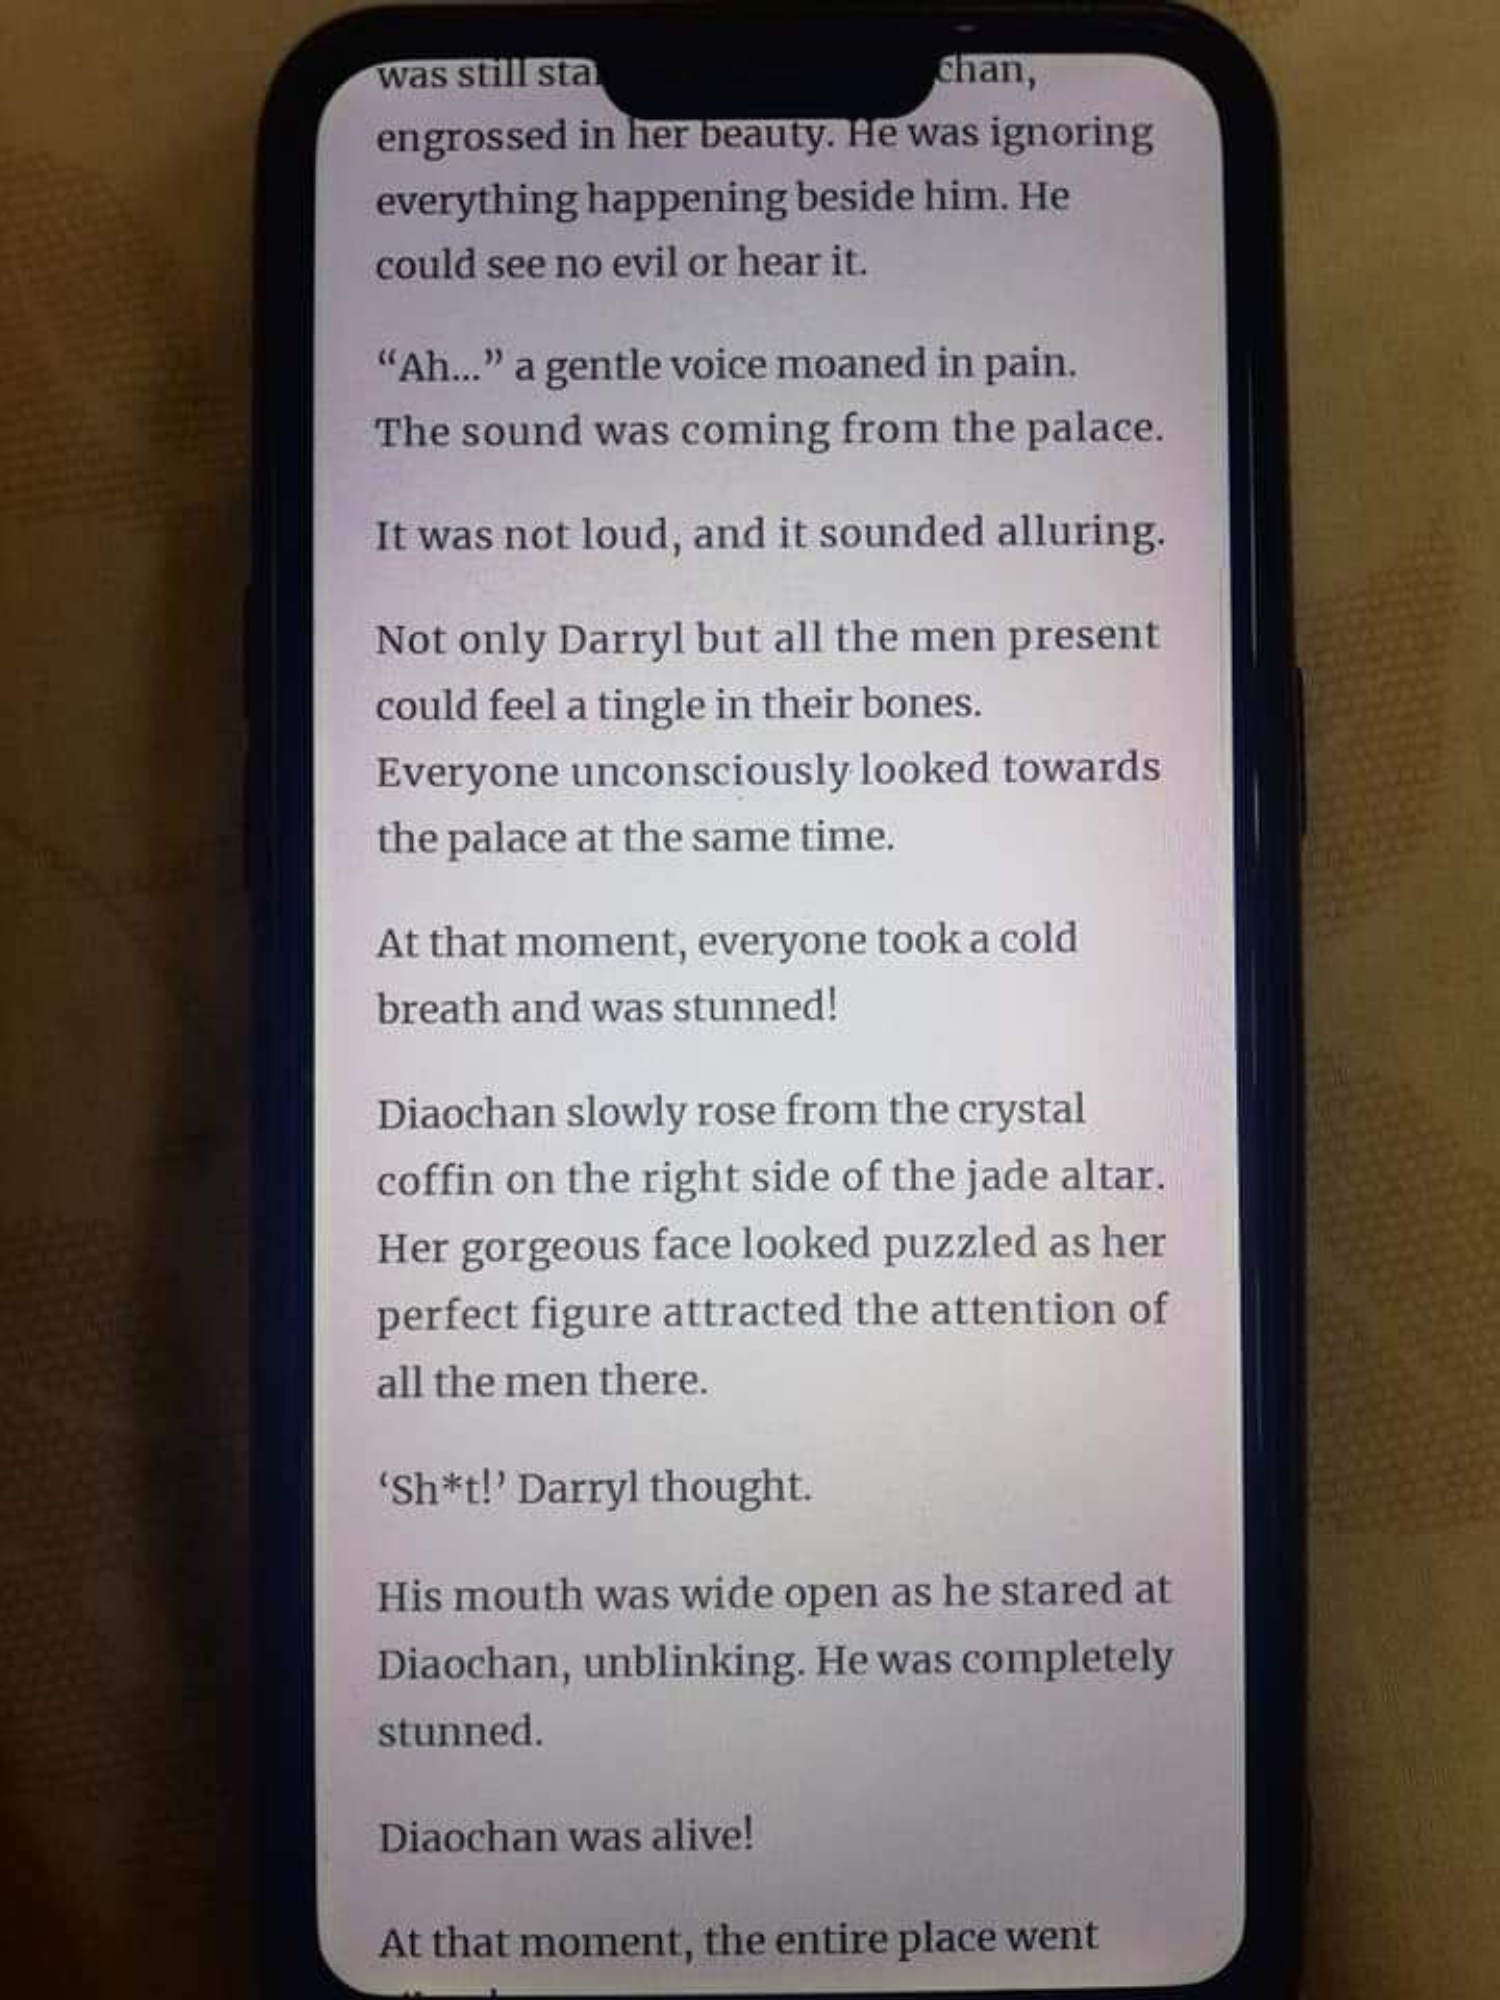 was still chan,
engrossed in her beauty. He was ignoring
everything happening beside him. He
could see no evil or hear it.
“Ah...” a gentle voice moaned in pain.
The sound was coming from the palace.
It was not loud, and it sounded alluring.
Not only Darryl but all the men present
could feel a tingle in their bones.
Everyone unconsciously looked towards
the palace at the same time.
At that moment, everyone took a cold
breath and was stunned!
Diaochan slowly rose from the crystal
coffin on the right side of the jade altar.
Her gorgeous face looked puzzled as her
perfect figure attracted the attention of
all the men there.
‘Sh*t!’ Darryl thought.
His mouth was wide open as he stared at
Diaochan, unblinking. He was completely
stunned.
Diaochan was alive!
At that moment, the entire place went